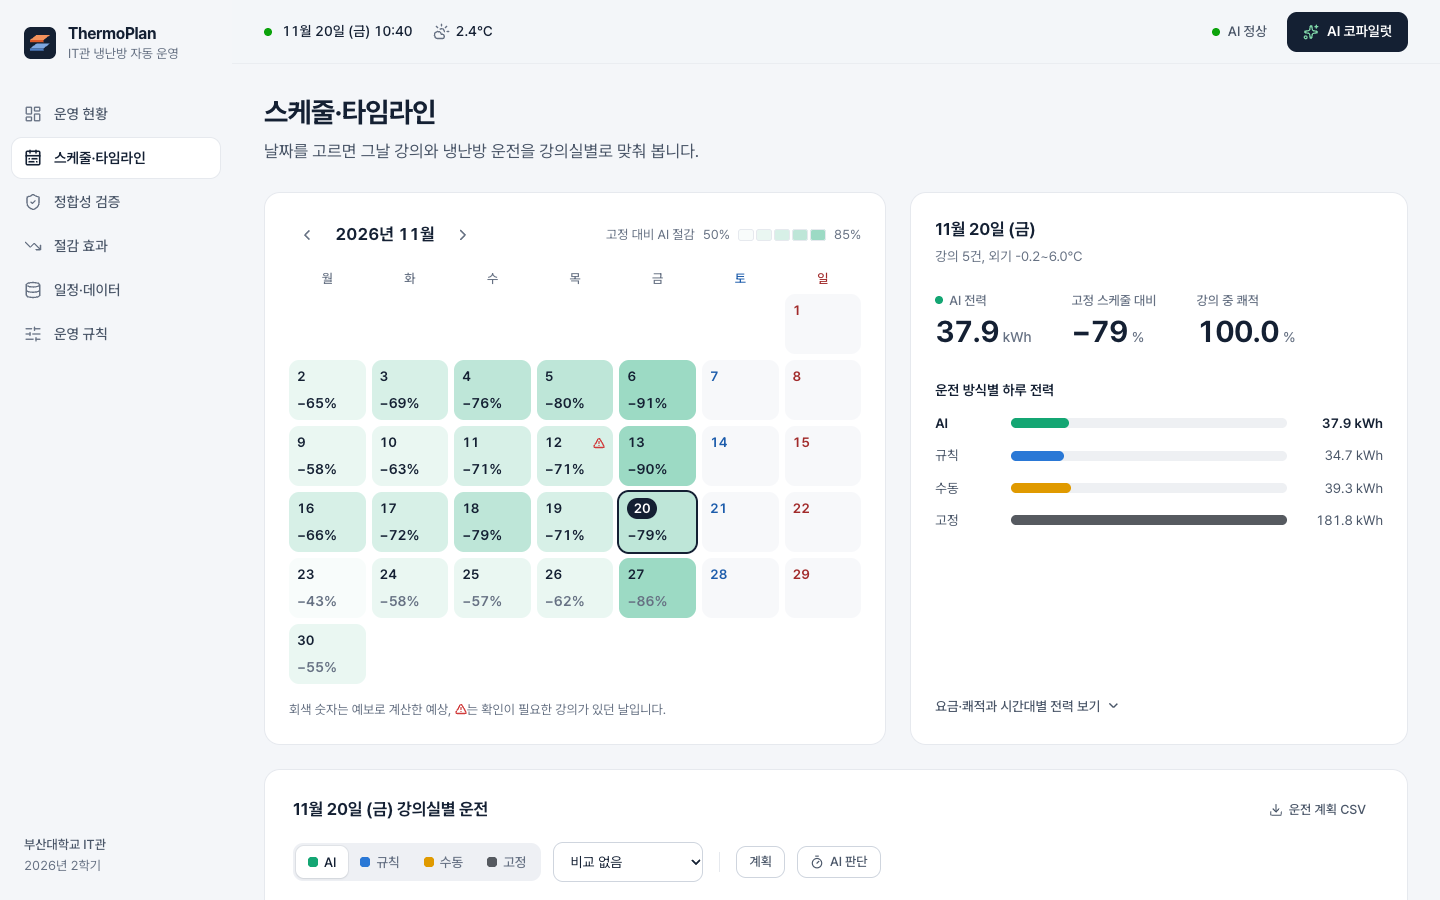 ThermoPlan
IT관 냉난방 자동 운영
운영 현황
스케줄·타임라인
정합성 검증
절감 효과
일정·데이터
운영 규칙
부산대학교 IT관
2026년 2학기
11월 20일 (금) 10:40
2.4°C
AI 정상
AI 코파일럿
스케줄·타임라인
날짜를 고르면 그날 강의와 냉난방 운전을 강의실별로 맞춰 봅니다.
2026년 11월
고정 대비 AI 절감 50% 85%
월 화 수 목 금 토 일
1
2 3 4 5 6 7 8
−65% −69% −76% −80% −91%
9 10 11 12 13 14 15
−58% −63% −71% −71% −90%
16 17 18 19 20 21 22
−66% −72% −79% −71% −79%
23 24 25 26 27 28 29
−43% −58% −57% −62% −86%
30
−55%
회색 숫자는 예보로 계산한 예상, 는 확인이 필요한 강의가 있던 날입니다.
11월 20일 (금)
강의 5건, 외기 -0.2~6.0°C
AI 전력 고정 스케줄 대비 강의 중 쾌적
37.9 kWh −79 % 100.0 %
운전 방식별 하루 전력
AI 37.9 kWh
규칙 34.7 kWh
수동 39.3 kWh
고정 181.8 kWh
요금·쾌적과 시간대별 전력 보기
11월 20일 (금) 강의실별 운전
운전 계획 CSV
AI 규칙 수동 고정 비교 없음 계획 AI 판단